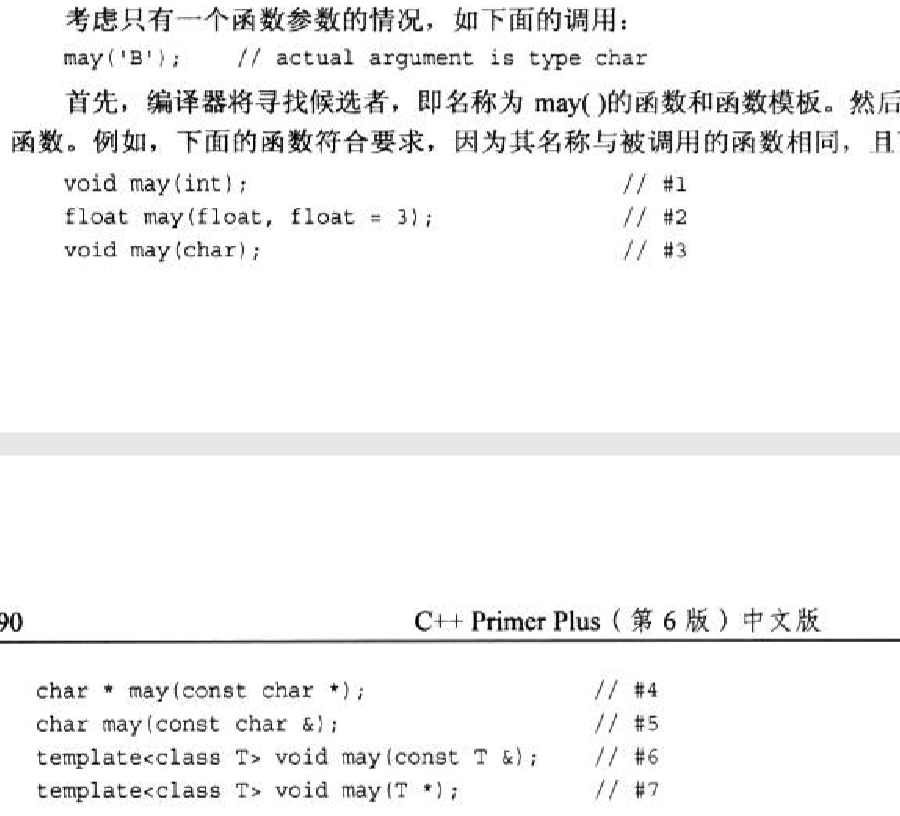 考虑只有一个函数参数的情况，如下面的调用：
may('B'); // actual argument is type char
首先，编译器将寻找候选者，即名称为 may( )的函数和函数模板。然后
函数。例如，下面的函数符合要求，因为其名称与被调用的函数相同，且
void may(int); // #1
float may(float, float = 3); // #2
void may(char); // #3
90 C++ Primer Plus（第 6 版）中文版
char * may(const char *); // #4
char may(const char &); // #5
template<class T> void may(const T &); // #6
template<class T> void may(T *); // #7